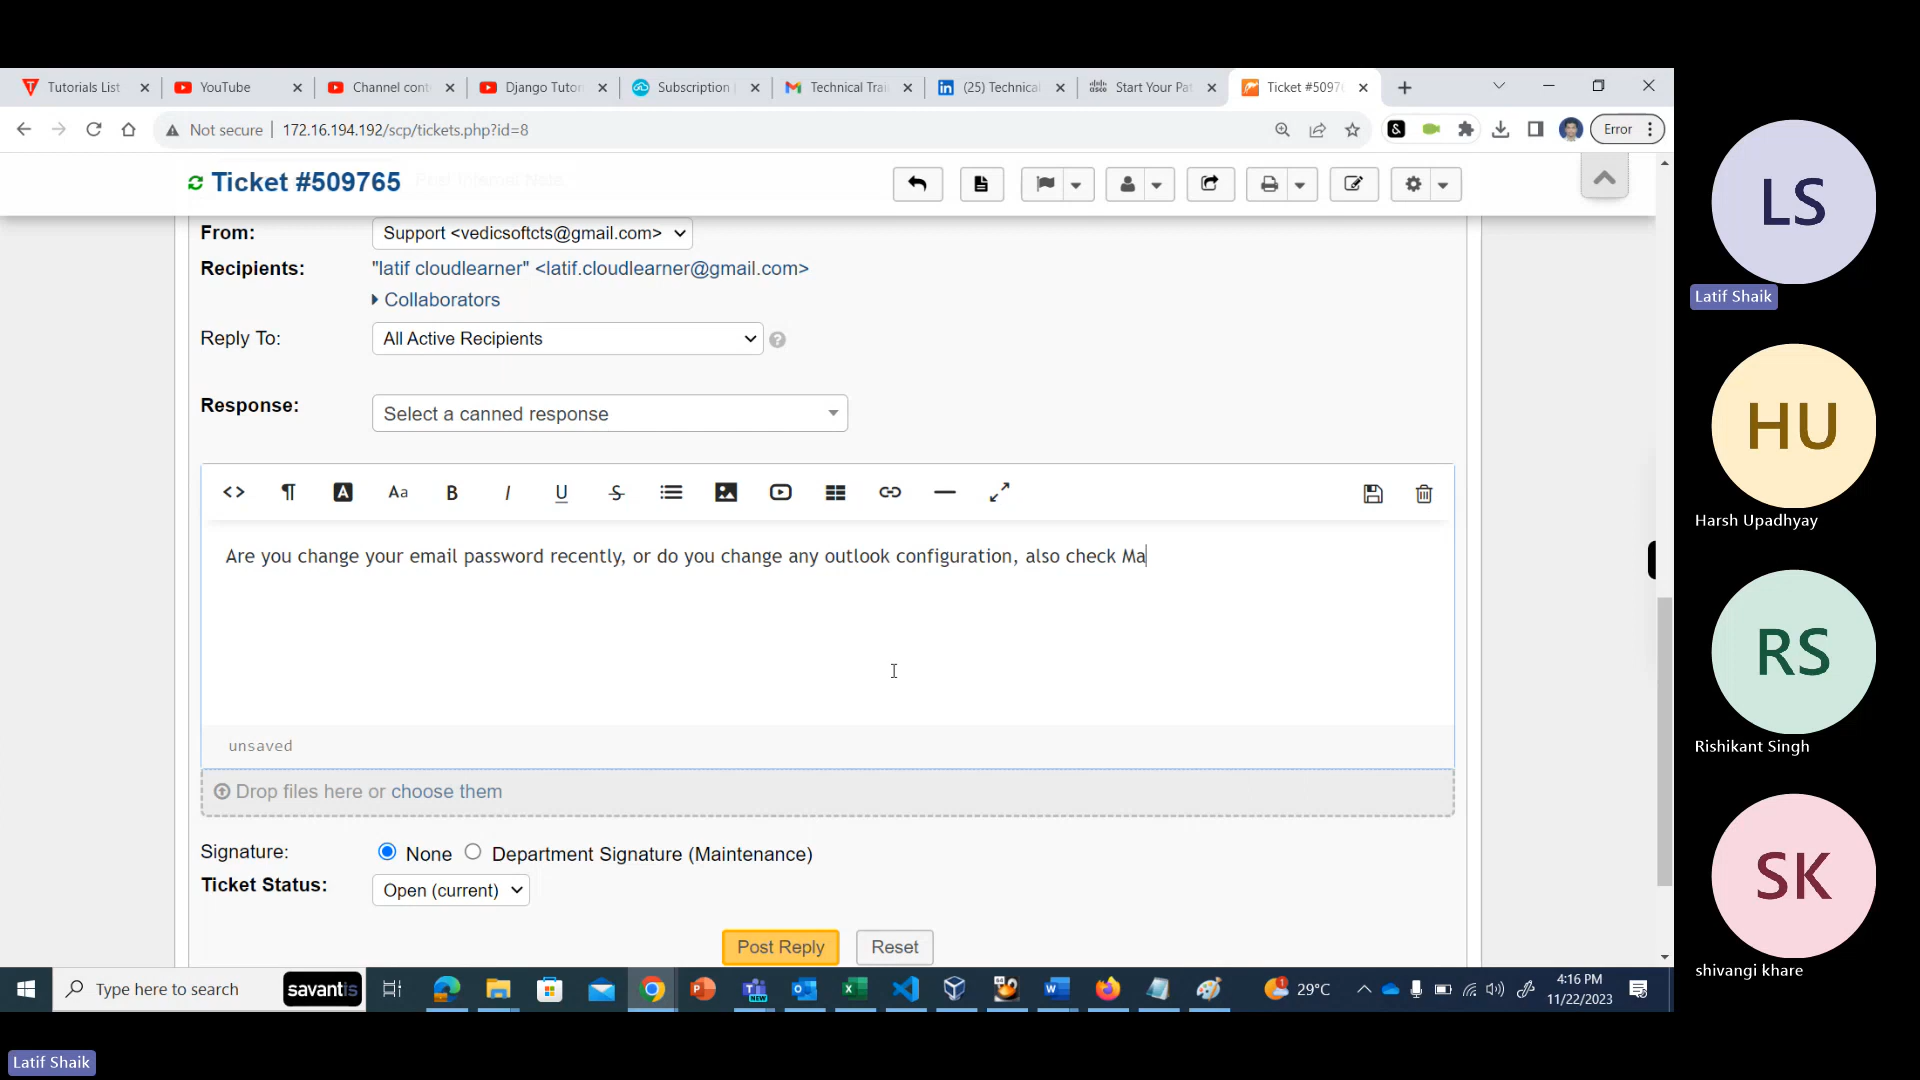 Tutorials List
YouTube
Channel cont
Django Tutor
Subscription
Technical Trai
(25) Technical
Start Your Pat
Ticket #5097
Not secure
172.16.194.192/scp/tickets.php?id=8
Error
Ticket #509765
Post Internal Note
From:
Support <vedicsoftcts@gmail.com>
Recipients:
"latif cloudlearner" <latif.cloudlearner@gmail.com>
Collaborators
Reply To:
All Active Recipients
Response:
Select a canned response
Aa
B
I
U
S
Are you change your email password recently, or do you change any outlook configuration, also check Ma
unsaved
Drop files here or choose them
Signature:
None
Department Signature (Maintenance)
Ticket Status:
Open (current)
Post Reply
Reset
Type here to search
savantis
29°C
4:16 PM
11/22/2023
LS
Latif Shaik
HU
Harsh Upadhyay
RS
Rishikant Singh
SK
shivangi khare
Latif Shaik